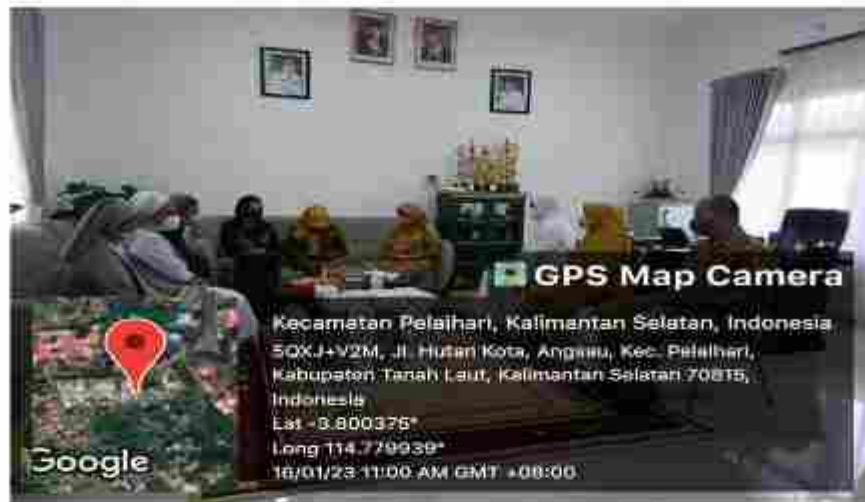 GPS Map Camera
Kecamatan Pelaihari, Kalimantan Selatan, Indonesia
5QXJ+V2M, Jl. Hutan Kota, Angsau, Kec. Pelaihari,
Kabupaten Tanah Laut, Kalimantan Selatan 70815,
Indonesia
Lat -3.800375°
Long 114.779939°
16/01/23 11:00 AM GMT +08:00
Google